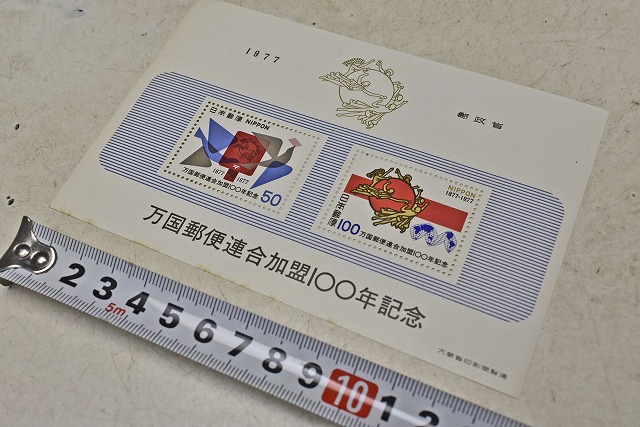 1977
郵政省
日本郵便 NIPPON
1877 1977
万国郵便連合加盟100年記念
50
NIPPON
1877-1977
日本郵便
100
万国郵便連合加盟100年記念
万国郵便連合加盟100年記念
大蔵省印刷局製造
2 3 4 5 6 7 8 9 10 1 2
5m